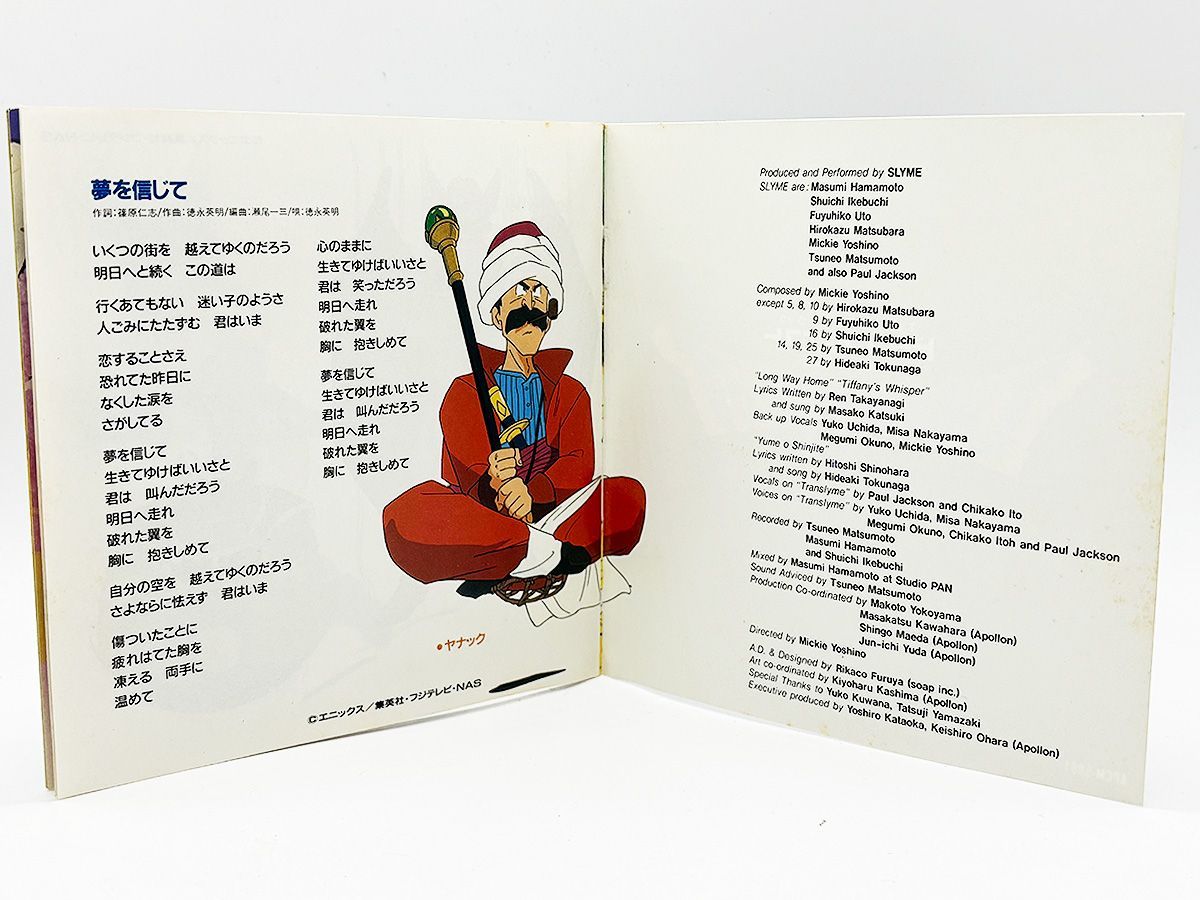 夢を信じて
作詞:篠原仁志/作曲:徳永英明/編曲:瀬尾一三/唄:徳永英明
いくつの街を 越えてゆくのだろう
明日へと続く この道は
行くあてもない 迷い子のようさ
人ごみにたたずむ 君はいま
恋することさえ
恐れてた昨日に
なくした涙を
さがしてる
夢を信じて
生きてゆけばいいさと
君は 叫んだだろう
明日へ走れ
破れた翼を
胸に 抱きしめて
自分の空を 越えてゆくのだろう
さよならに怯えず 君はいま
傷ついたことに
疲れはてた胸を
凍える 両手に
温めて
心のままに
生きてゆけばいいさと
君は 笑っただろう
明日へ走れ
破れた翼を
胸に 抱きしめて
夢を信じて
生きてゆけばいいさと
君は 叫んだろう
明日へ走れ
破れた翼を
胸に 抱きしめて
●ヤナック
©エニックス/集英社・フジテレビ・NAS
Produced and Performed by SLYME
SLYME are: Masumi Hamamoto
Shuichi Ikebuchi
Fuyuhiko Uto
Hirokazu Matsubara
Mickie Yoshino
Tsuneo Matsumoto
and also Paul Jackson
Composed by Mickie Yoshino
except 5, 8, 10 by Hirokazu Matsubara
9 by Fuyuhiko Uto
16 by Shuichi Ikebuchi
14, 19, 25 by Tsuneo Matsumoto
27 by Hideaki Tokunaga
"Long Way Home" "Tiffany's Whisper"
Lyrics Written by Ren Takayanagi
and sung by Masako Katsuki
Back up Vocals Yuko Uchida, Misa Nakayama
Megumi Okuno, Mickie Yoshino
"Yume o Shinjite"
Lyrics written by Hitoshi Shinohara
and song by Hideaki Tokunaga
Vocals on "Translyme" by Paul Jackson and Chikako Ito
Voices on "Translyme" by Yuko Uchida, Misa Nakayama
Megumi Okuno, Chikako Itoh and Paul Jackson
Recorded by Tsuneo Matsumoto
Masumi Hamamoto
and Shuichi Ikebuchi
Mixed by Masumi Hamamoto at Studio PAN
Sound Adviced by Tsuneo Matsumoto
Production Co-ordinated by Makoto Yokoyama
Masakatsu Kawahara (Apollon)
Shingo Maeda (Apollon)
Jun-ichi Yuda (Apollon)
Directed by Mickie Yoshino
A.D. & Designed by Rikaco Furuya (soap inc.)
Art co-ordinated by Kiyoharu Kashima (Apollon)
Special Thanks to Yuko Kuwana, Tatsuji Yamazaki
Executive produced by Yoshiro Kataoka, Keishiro Ohara (Apollon)